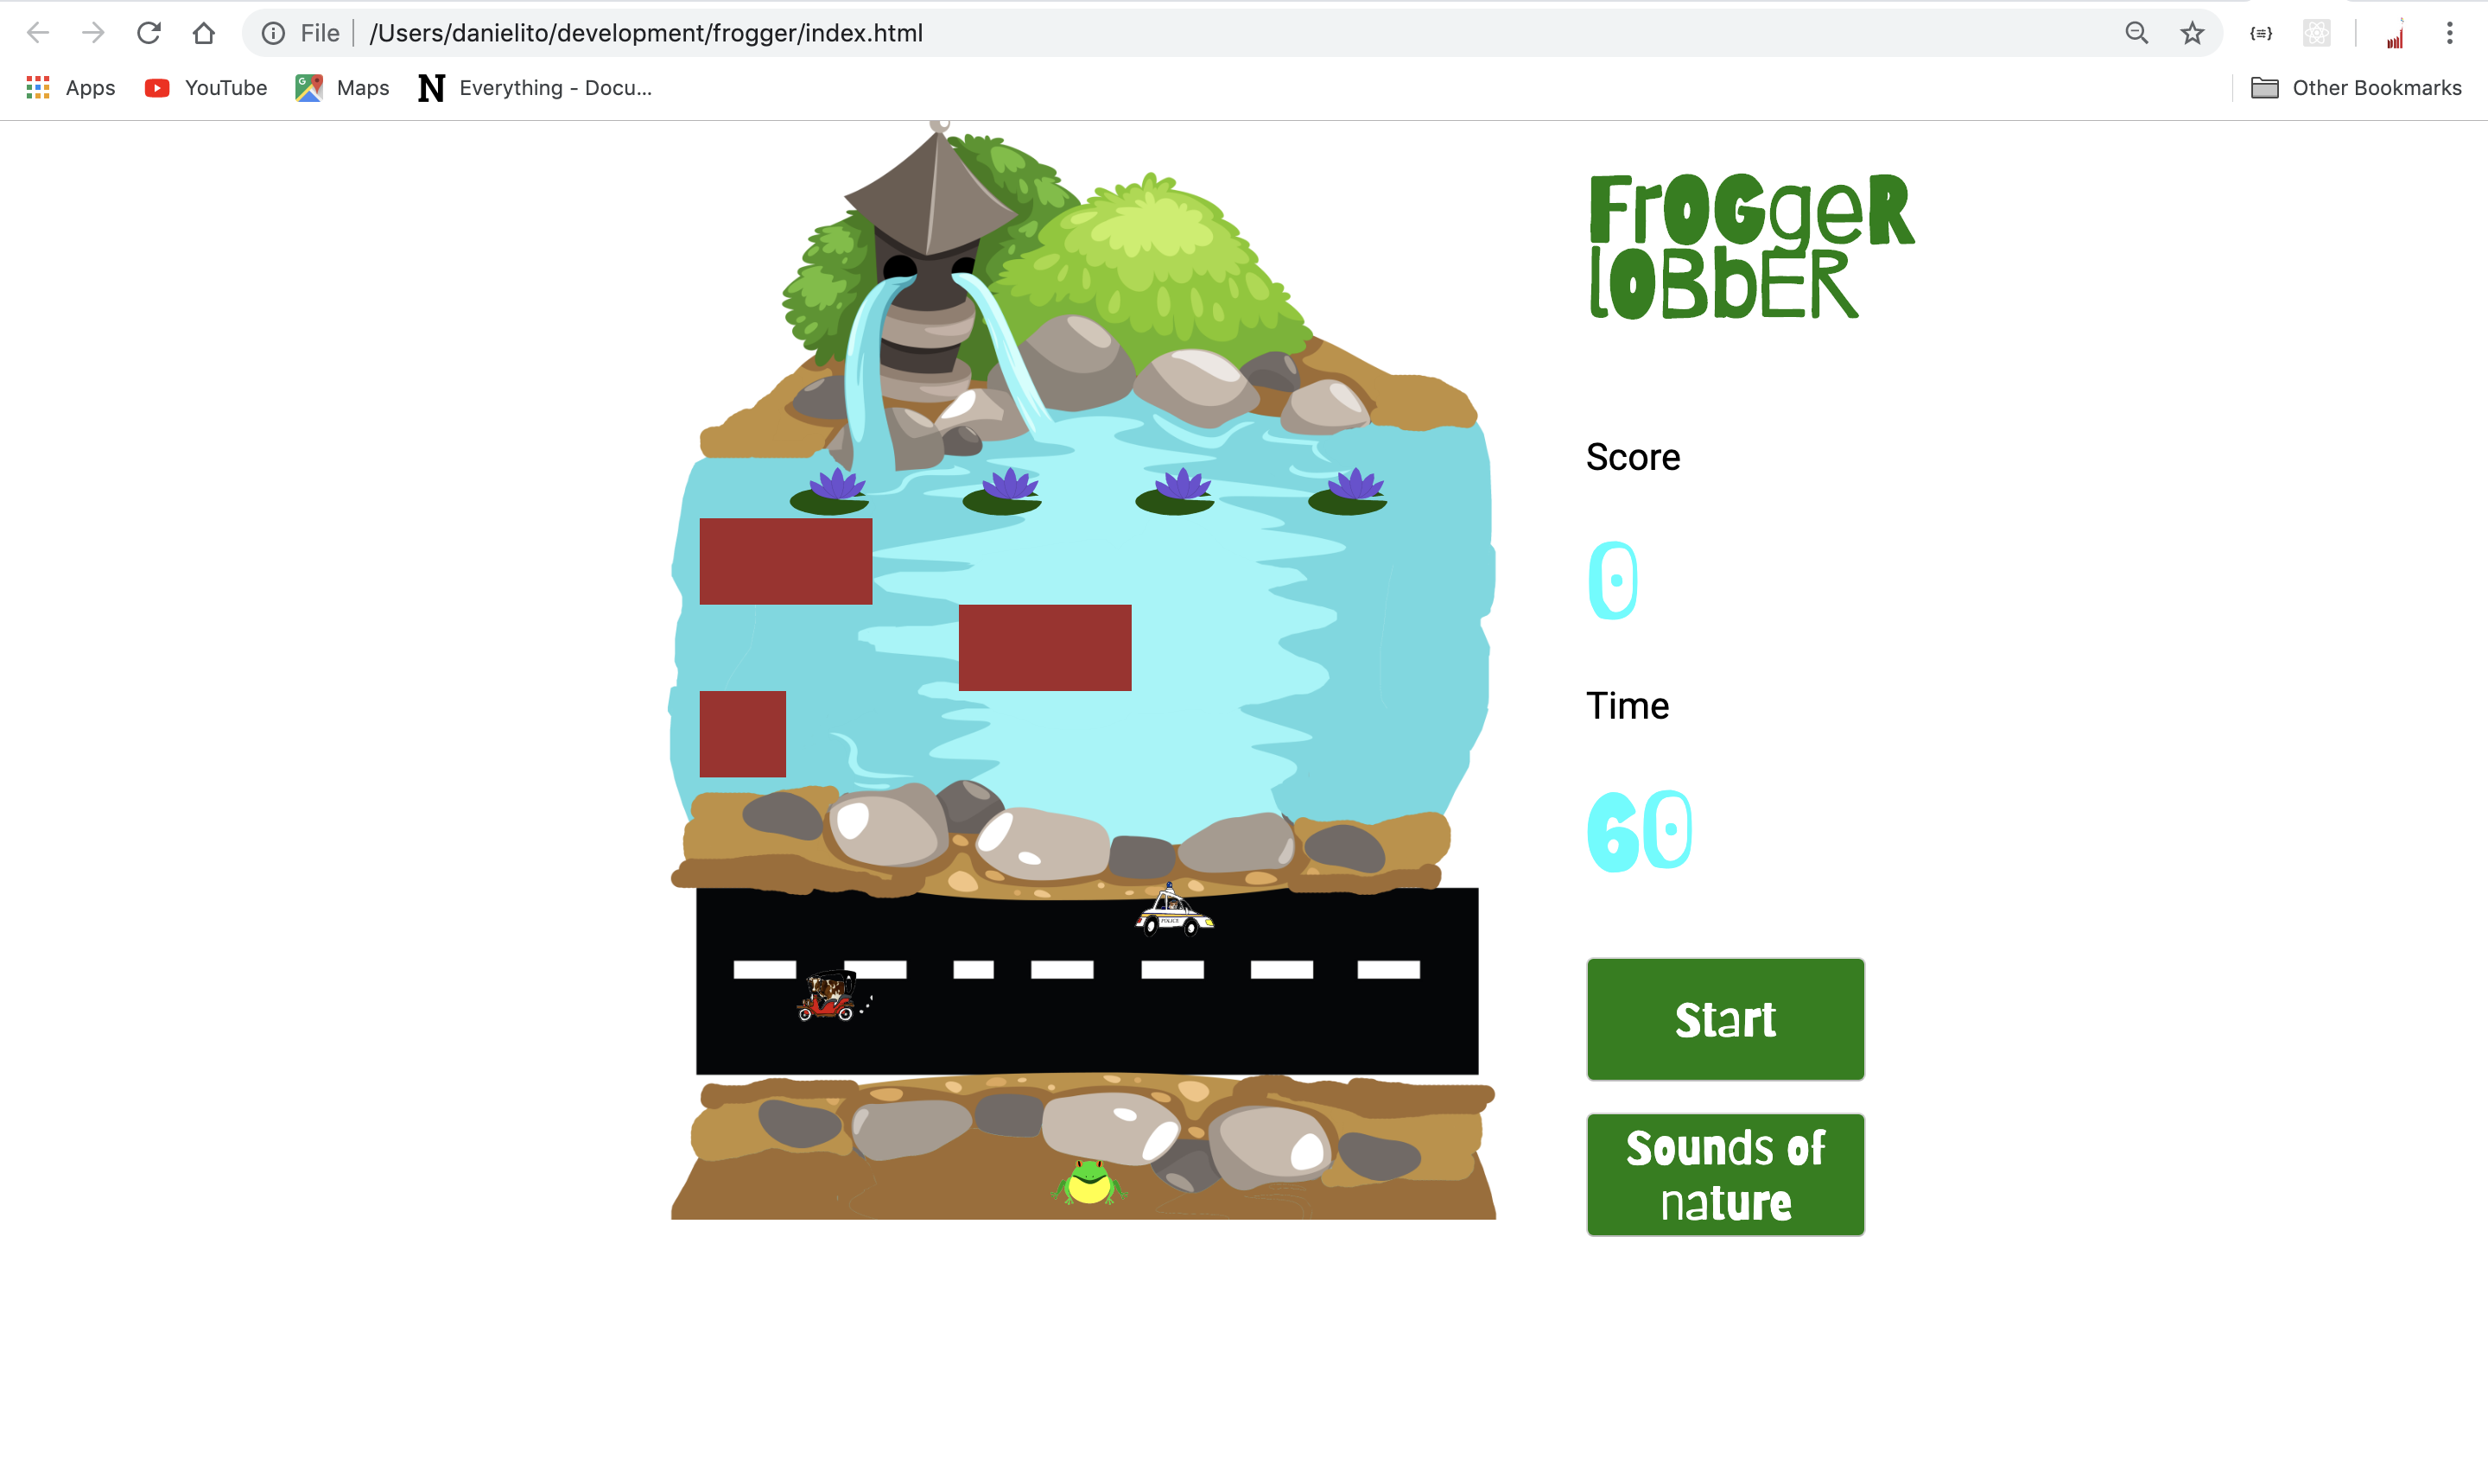 File /Users/danielito/development/frogger/index.html
Apps YouTube Maps Everything - Docu... Other Bookmarks
FrOGgeR
lOBbER
Score
0
Time
60
POLICE
Start
Sounds of
nature